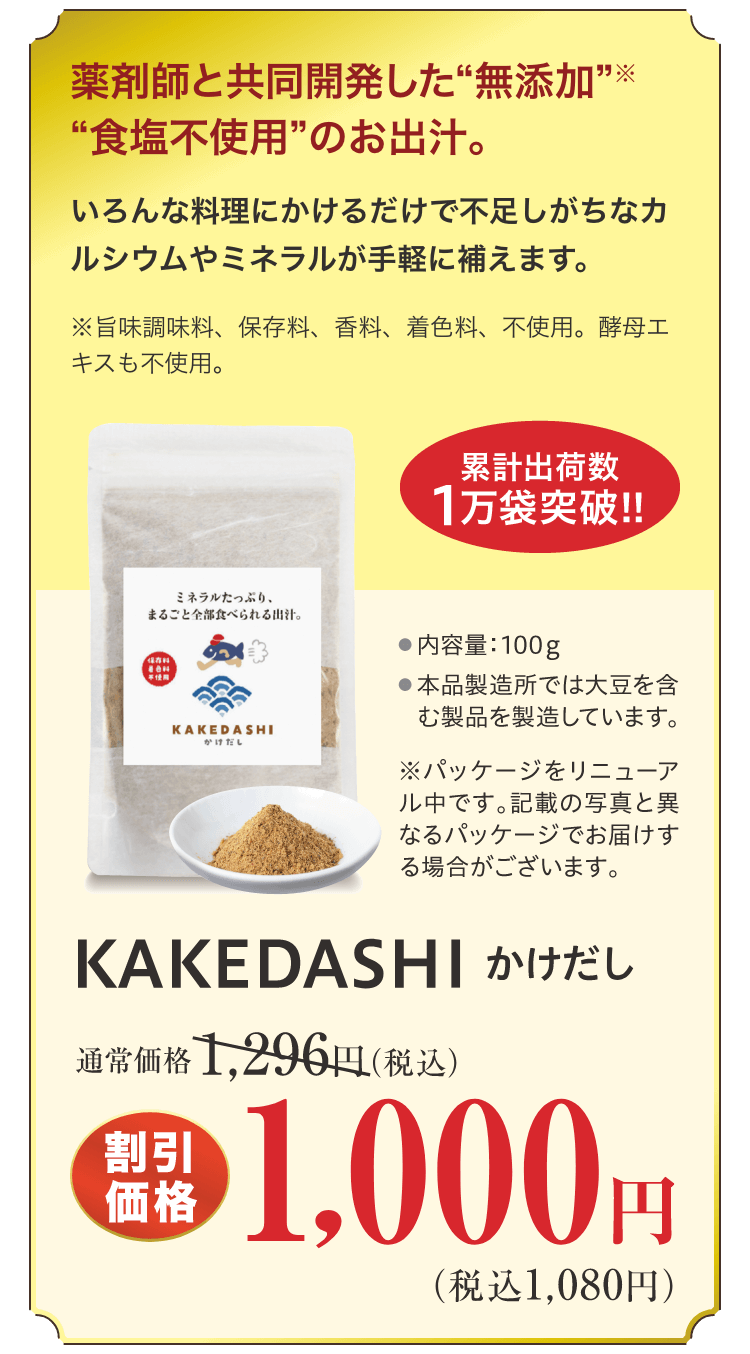 薬剤師と共同開発した“無添加”※
“食塩不使用”のお出汁。
いろんな料理にかけるだけで不足しがちなカ
ルシウムやミネラルが手軽に補えます。
※旨味調味料、保存料、香料、着色料、不使用。酵母エ
キスも不使用。
累計出荷数
1万袋突破!!
ミネラルたっぷり、
まるごと全部食べられる出汁。
保存料
着色料
不使用
KAKEDASHI
かけだし
●内容量：100g
●本品製造所では大豆を含
む製品を製造しています。
※パッケージをリニューア
ル中です。記載の写真と異
なるパッケージでお届けす
る場合がございます。
KAKEDASHI かけだし
通常価格1,296円（税込）
割引
価格
1,000円
（税込1,080円）